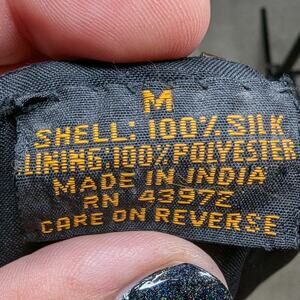 M
SHELL: 100% SILK
LINING: 100% POLYESTER
MADE IN INDIA
RN 43972
CARE ON REVERSE